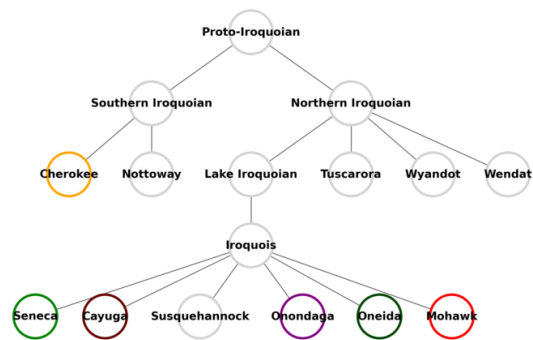 Proto-Iroquoian
Southern Iroquoian
Northern Iroquoian
Cherokee
Nottoway
Lake Iroquoian
Tuscarora
Wyandot
Wendat
Iroquois
Seneca
Cayuga
Susquehannock
Onondaga
Oneida
Mohawk